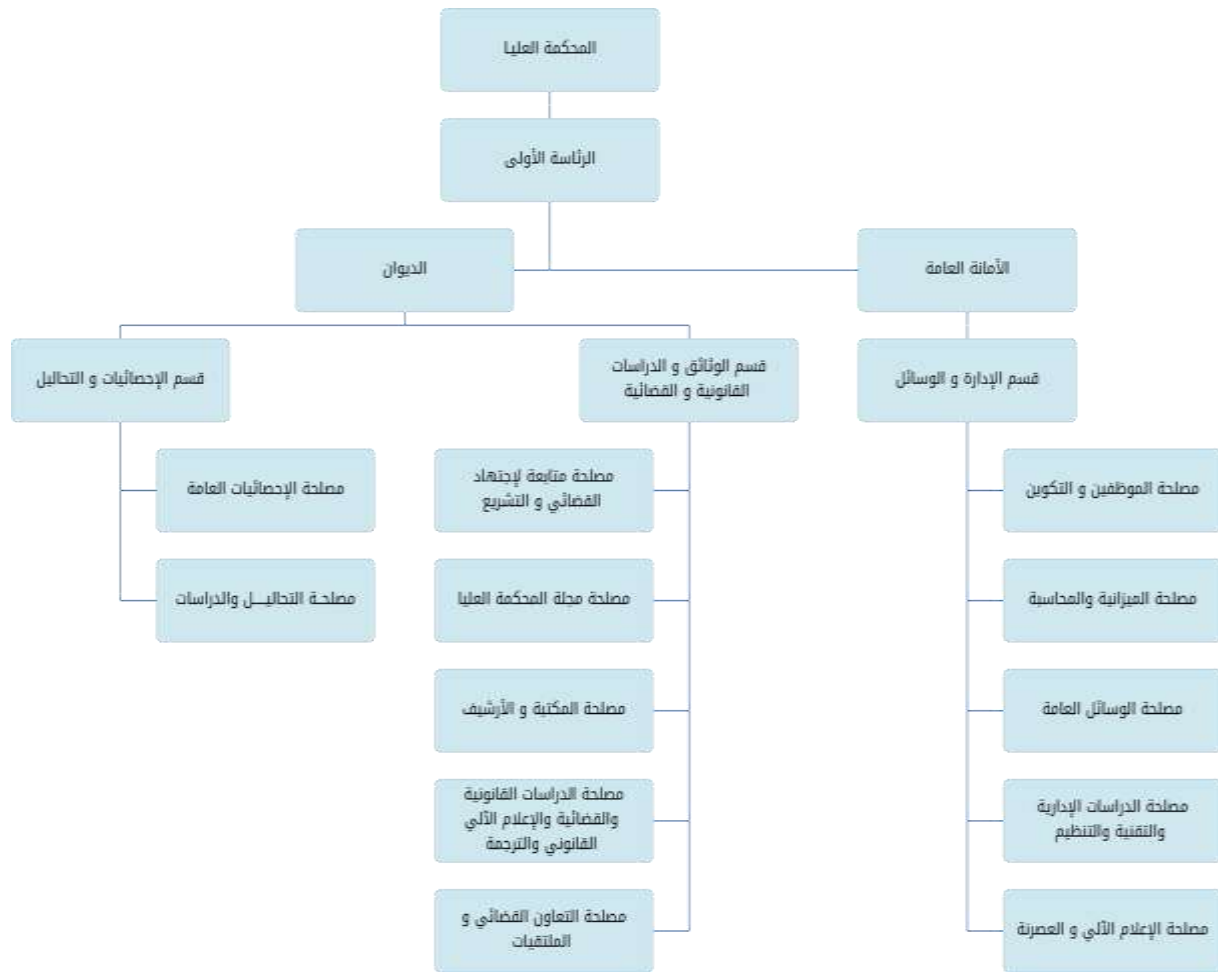 المحكمة العليا
الرئاسة الأولى
الأمانة العامة
الديوان
قسم الإدارة و الوسائل
قسم الوثائق و الدراسات
القانونية و القضائية
قسم الإحصائيات و التحاليل
مصلحة الموظفين و التكوين
مصلحة الميزانية والمحاسبة
مصلحة الوسائل العامة
مصلحة الدراسات الإدارية
والتقنية والتنظيم
مصلحة الإعلام الآلي و العصرنة
مصلحة متابعة لإجتهاد
القضائي و التشريع
مصلحة مجلة المحكمة العليا
مصلحة المكتبة و الأرشيف
مصلحة الدراسات القانونية
والقضائية والإعلام الآلي
القانوني والترجمة
مصلحة التعاون القضائي و
الملتقيات
مصلحة الإحصائيات العامة
مصلحـة التحاليـــل والدراسات